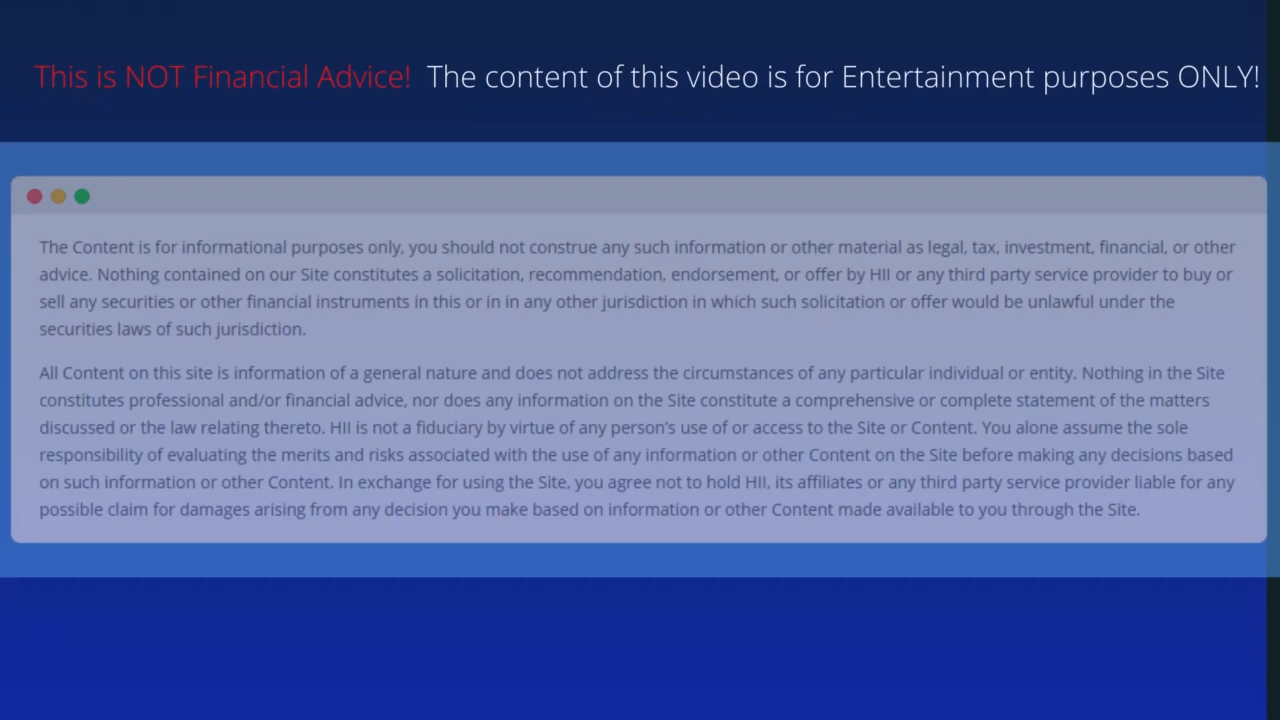 This is NOT Financial Advice! The content of this video is for Entertainment purposes ONLY!
The Content is for informational purposes only, you should not construe any such information or other material as legal, tax, investment, financial, or other
advice. Nothing contained on our Site constitutes a solicitation, recommendation, endorsement, or offer by HII or any third party service provider to buy or
sell any securities or other financial instruments in this or in in any other jurisdiction in which such solicitation or offer would be unlawful under the
securities laws of such jurisdiction.
All Content on this site is information of a general nature and does not address the circumstances of any particular individual or entity. Nothing in the Site
constitutes professional and/or financial advice, nor does any information on the Site constitute a comprehensive or complete statement of the matters
discussed or the law relating thereto. HII is not a fiduciary by virtue of any person's use of or access to the Site or Content. You alone assume the sole
responsibility of evaluating the merits and risks associated with the use of any information or other Content on the Site before making any decisions based
on such information or other Content. In exchange for using the Site, you agree not to hold HII, its affiliates or any third party service provider liable for any
possible claim for damages arising from any decision you make based on information or other Content made available to you through the Site.